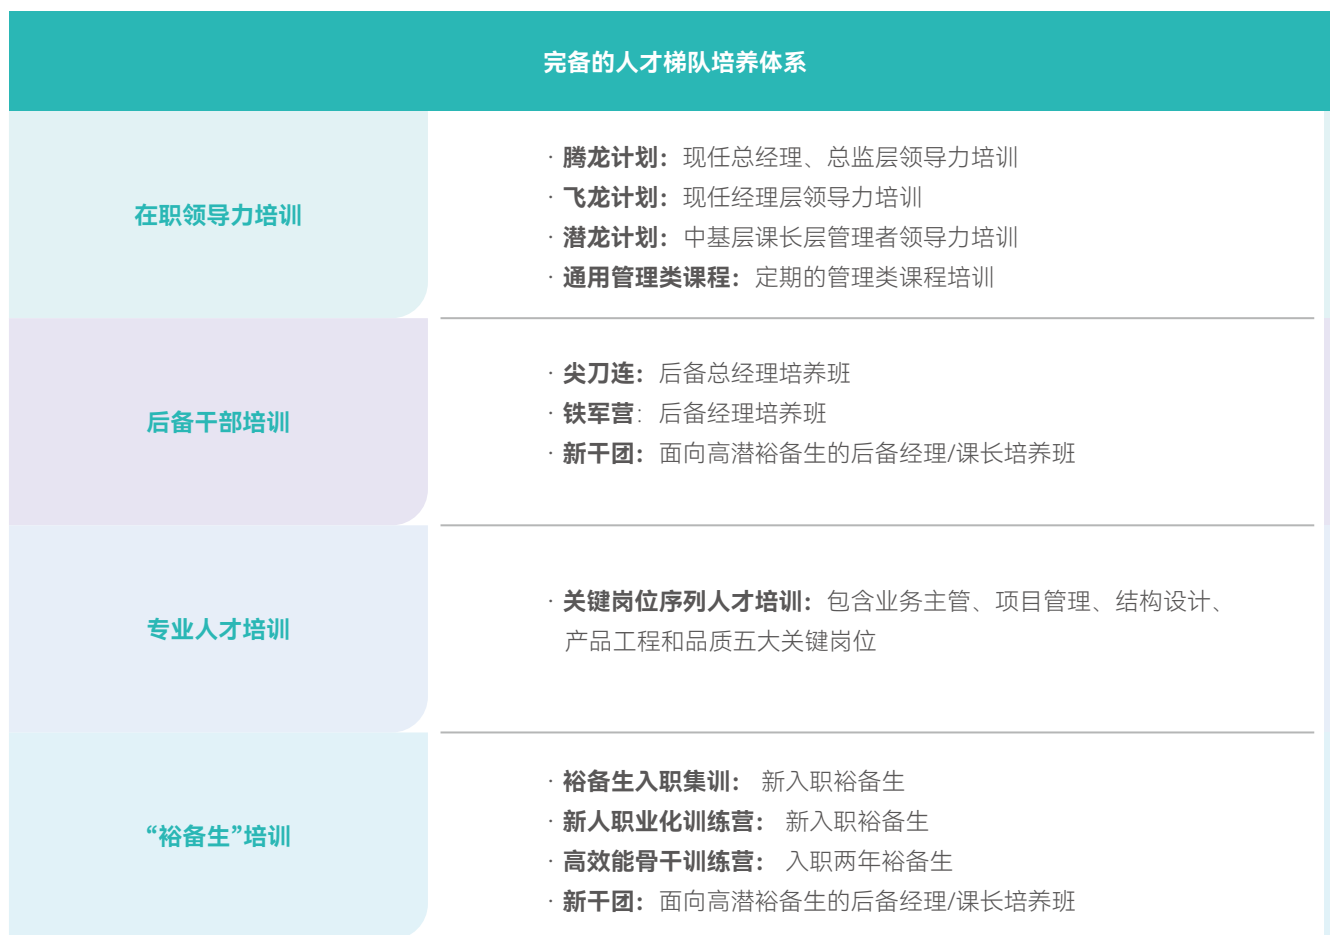 完备的人才梯队培养体系
在职领导力培训
· 腾龙计划：现任总经理、总监层领导力培训
· 飞龙计划：现任经理层领导力培训
· 潜龙计划：中基层课长层管理者领导力培训
· 通用管理类课程：定期的管理类课程培训
后备干部培训
· 尖刀连：后备总经理培养班
· 铁军营：后备经理培养班
· 新干团：面向高潜裕备生的后备经理/课长培养班
专业人才培训
· 关键岗位序列人才培训：包含业务主管、项目管理、结构设计、
产品工程和品质五大关键岗位
“裕备生”培训
· 裕备生入职集训： 新入职裕备生
· 新人职业化训练营： 新入职裕备生
· 高效能骨干训练营： 入职两年裕备生
· 新干团：面向高潜裕备生的后备经理/课长培养班